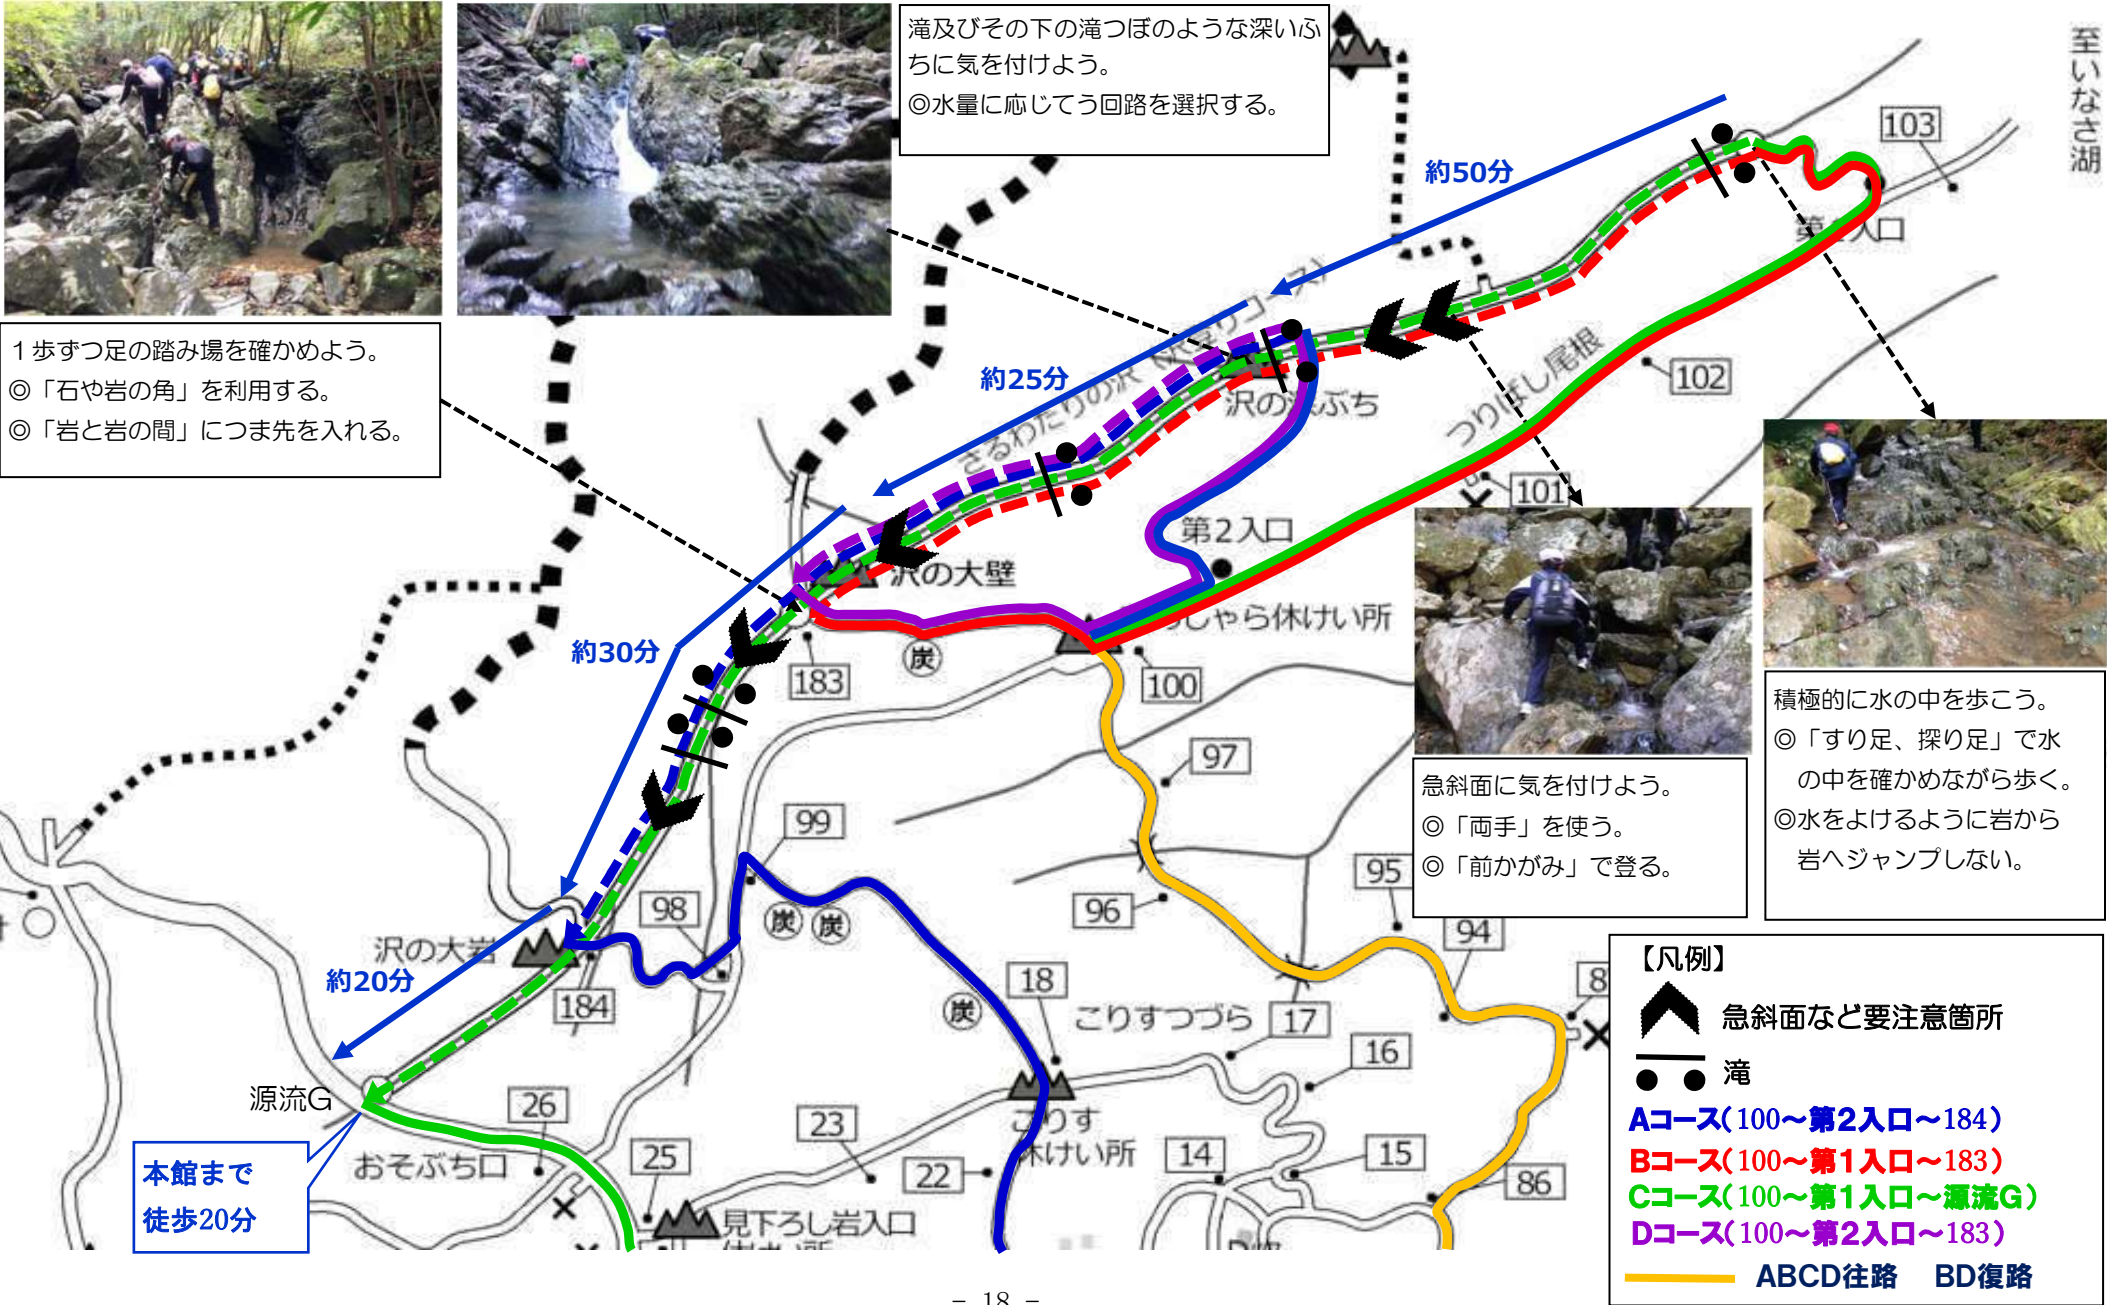 滝及びその下の滝つぼのような深いふ
ちに気を付けよう。
◎水量に応じてう回路を選択する。
至いなさ湖
103
約50分
第1入口
1歩ずつ足の踏み場を確かめよう。
◎「石や岩の角」を利用する。
◎「岩と岩の間」につま先を入れる。
約25分
さるわたりの沢
コース)
沢の深ぶち
つりばし尾根
102
101
第2入口
沢の大壁
しゃら休けい所
約30分
183
炭
100
97
急斜面に気を付けよう。
◎「両手」を使う。
◎「前かがみ」で登る。
積極的に水の中を歩こう。
◎「すり足、探り足」で水
の中を確かめながら歩く。
◎水をよけるように岩から
岩へジャンプしない。
99
98
炭
炭
96
95
94
沢の大岩
約20分
184
炭
18
こりすつづら
17
16
源流G
26
おそぶち口
25
23
こりす
休けい所
22
14
15
86
見下ろし岩入口
本館まで
徒歩20分
【凡例】
急斜面など要注意箇所
滝
Aコース(100～第2入口～184)
Bコース(100～第1入口～183)
Cコース(100～第1入口～源流G)
Dコース(100～第2入口～183)
ABCD往路 BD復路
- 18 -